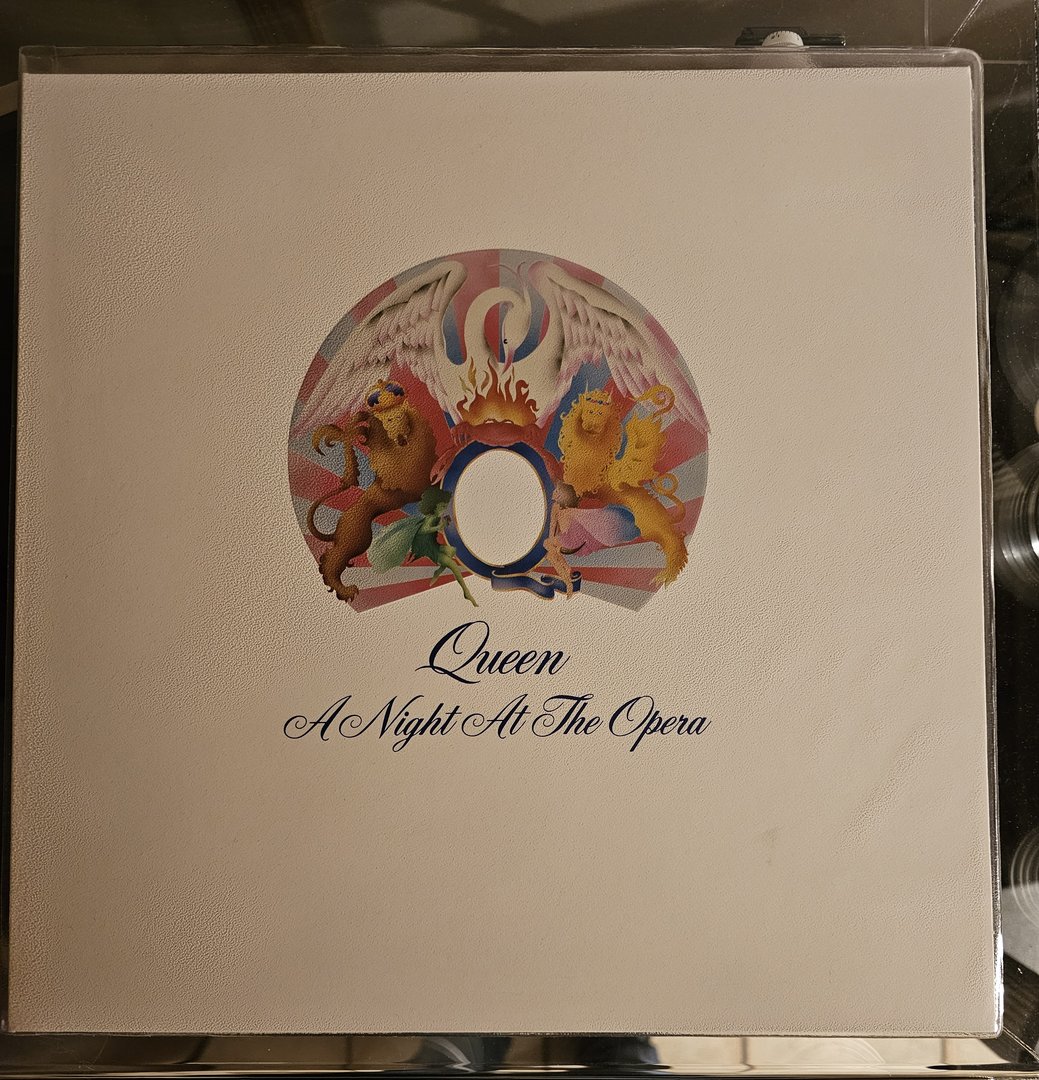 Queen
A Night At The Opera